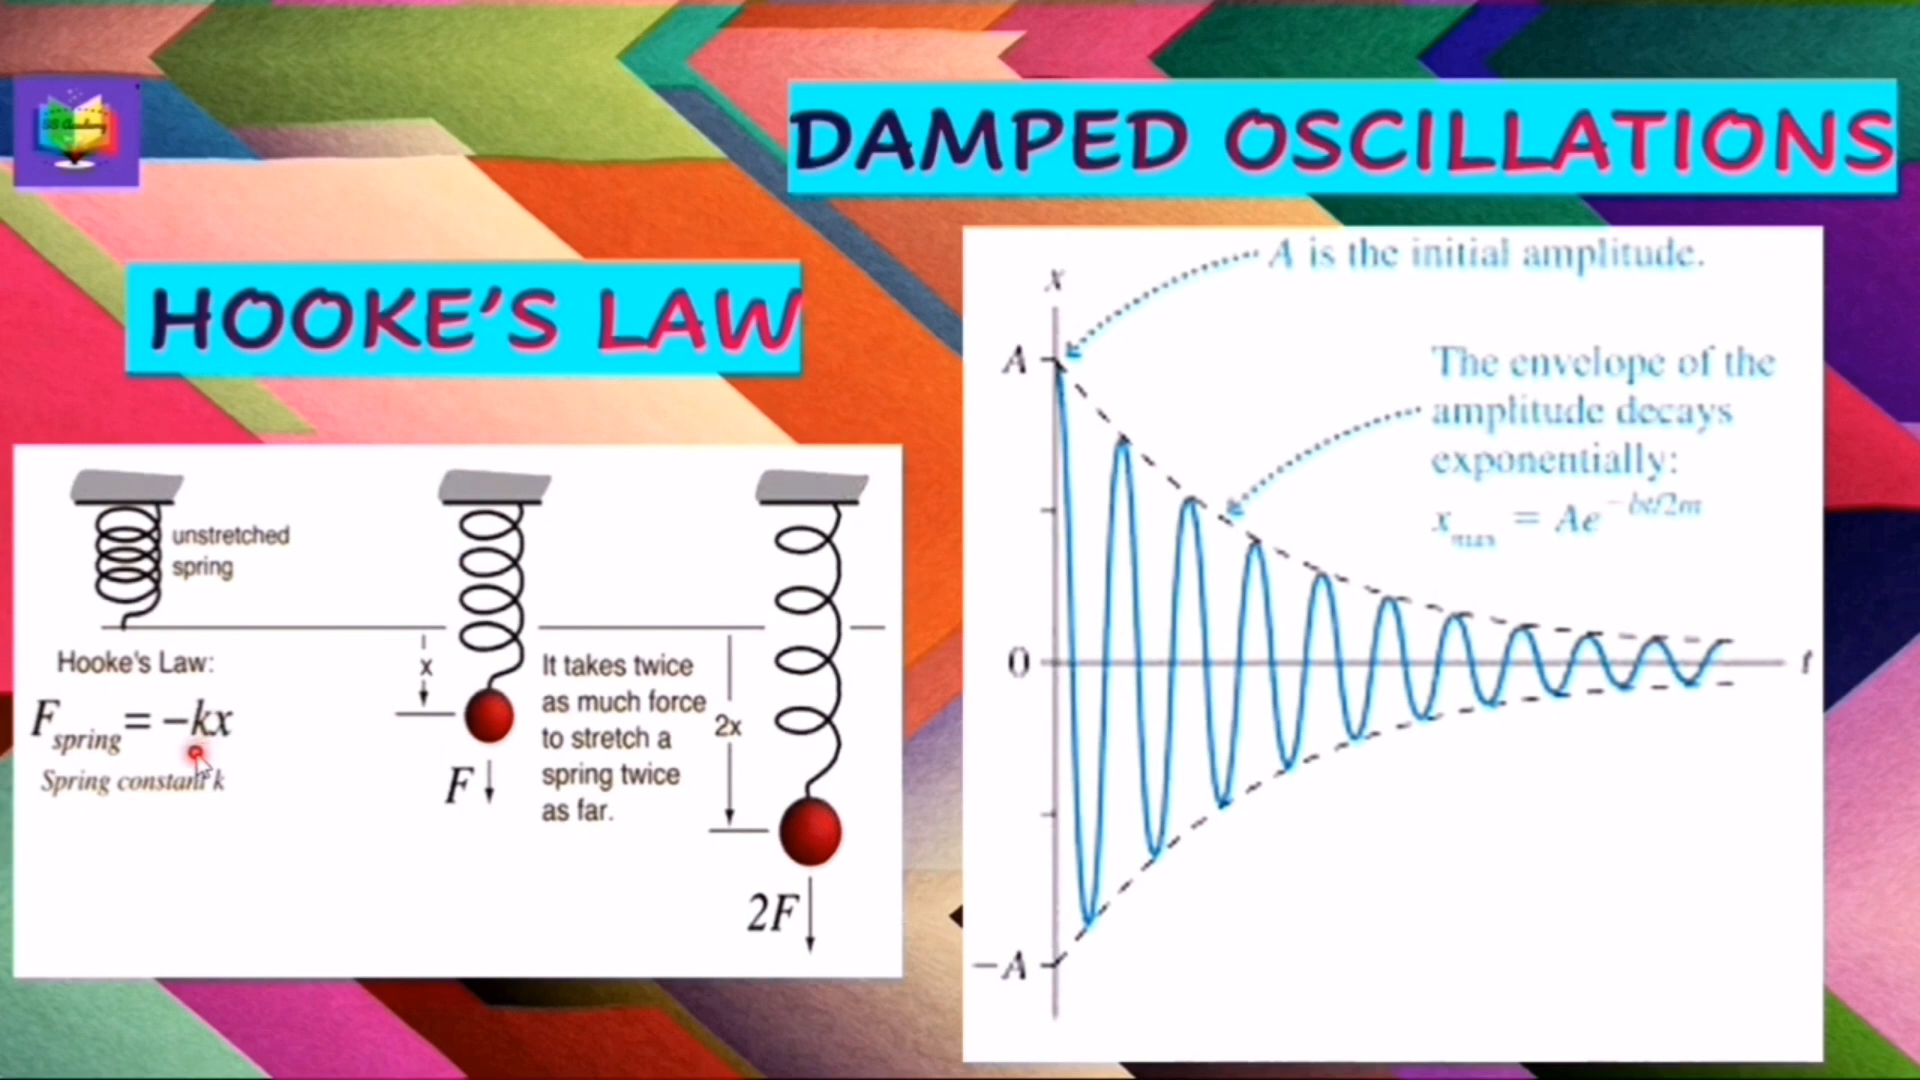 DAMPED OSCILLATIONS
HOOKE'S LAW
unstretched
spring
Hooke's Law:
F_spring = −kx
Spring constant k
x
F
It takes twice
as much force
to stretch a
spring twice
as far.
2x
2F
A is the initial amplitude.
x
A
The envelope of the
amplitude decays
exponentially:
x_max = Ae^−bt/2m
0
t
−A